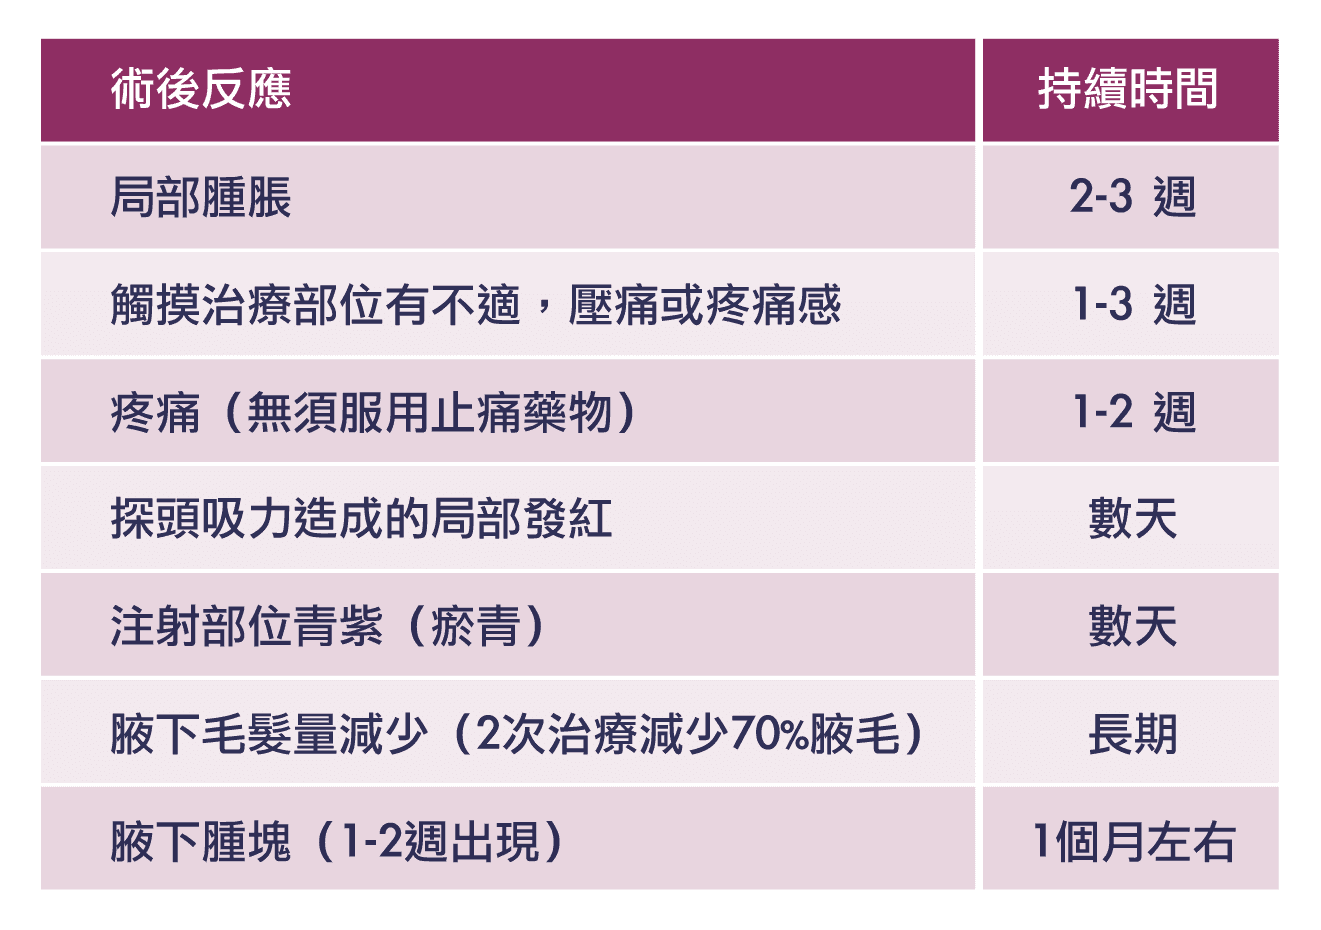 術後反應 持續時間
局部腫脹 2-3 週
觸摸治療部位有不適，壓痛或疼痛感 1-3 週
疼痛（無須服用止痛藥物） 1-2 週
探頭吸力造成的局部發紅 數天
注射部位青紫（瘀青） 數天
腋下毛髮量減少（2次治療減少70%腋毛） 長期
腋下腫塊（1-2週出現） 1個月左右